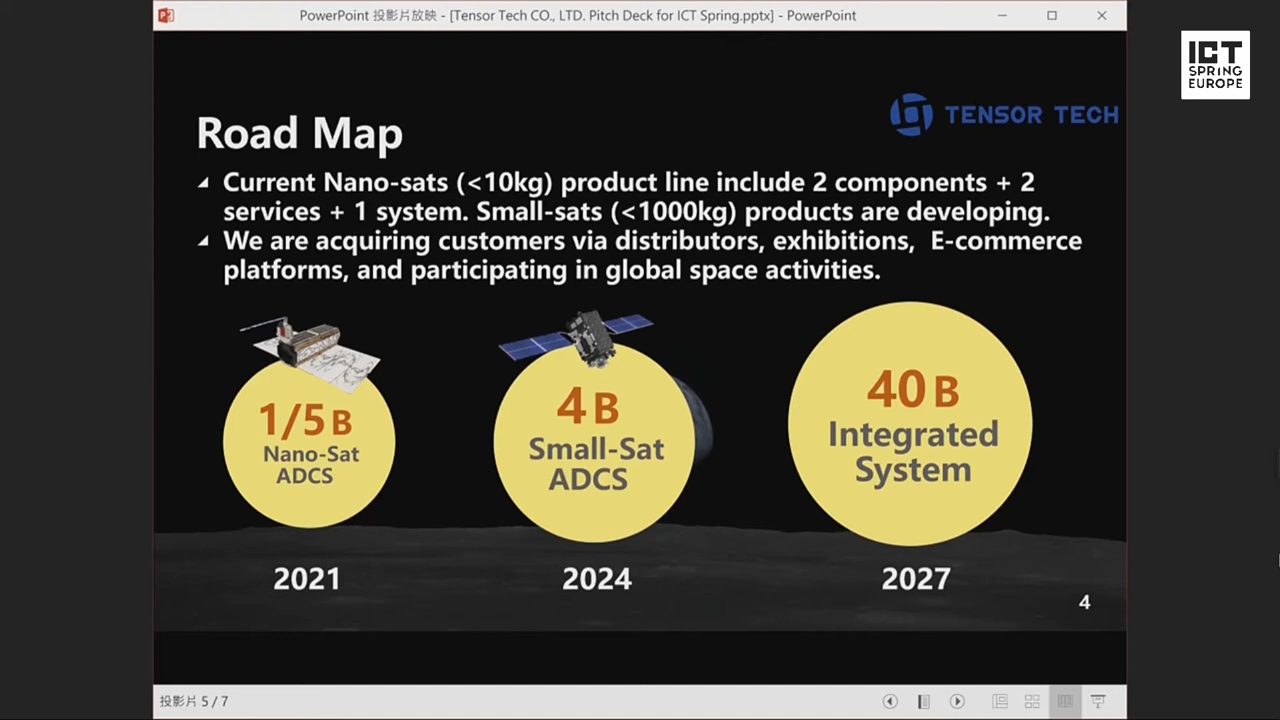 PowerPoint 投影片放映 - [Tensor Tech CO., LTD. Pitch Deck for ICT Spring.pptx] - PowerPoint
ICT
SPRING
EUROPE
TENSOR TECH
Road Map
Current Nano-sats (<10kg) product line include 2 components + 2
services + 1 system. Small-sats (<1000kg) products are developing.
We are acquiring customers via distributors, exhibitions, E-commerce
platforms, and participating in global space activities.
1/5 B
Nano-Sat
ADCS
4 B
Small-Sat
ADCS
40 B
Integrated
System
2021
2024
2027
4
投影片 5 / 7